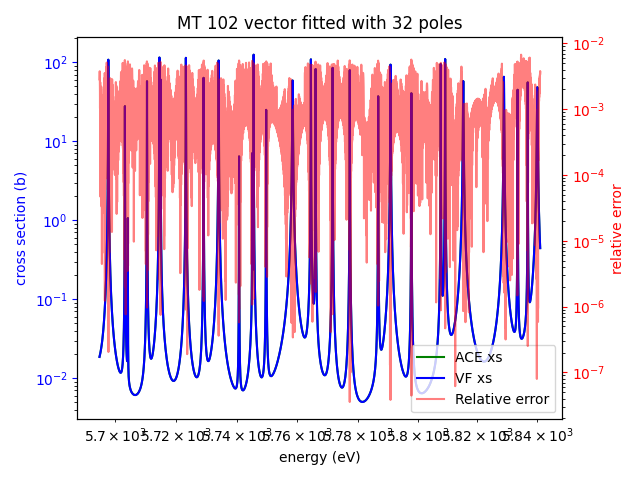 MT 102 vector fitted with 32 poles
10² 10¹ 10⁰ 10⁻¹ 10⁻²
cross section (b)
10⁻² 10⁻³ 10⁻⁴ 10⁻⁵ 10⁻⁶ 10⁻⁷
relative error
ACE xs
VF xs
Relative error
5.7 × 10³ 5.72 × 10³ 5.74 × 10³ 5.76 × 10³ 5.78 × 10³ 5.8 × 10³ 5.82 × 10³ 5.84 × 10³
energy (eV)